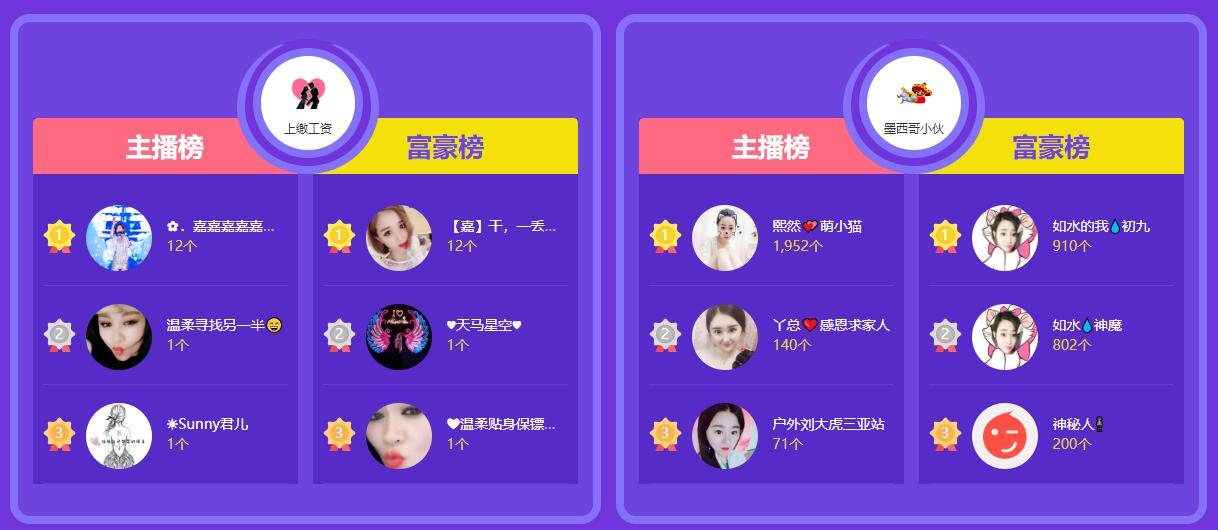 上缴工资
主播榜
富豪榜
1
✿．嘉嘉嘉嘉嘉...
12个
1
【嘉】干，一丢...
12个
2
温柔寻找另一半😄
1个
2
♥天马星空♥
1个
3
☀Sunny君儿
1个
3
❤温柔贴身保镖...
1个
墨西哥小伙
主播榜
富豪榜
1
熙然💘萌小猫
1,952个
1
如水的我💧初九
910个
2
丫总❤️感恩求家人
140个
2
如水💧神魔
802个
3
户外刘大虎三亚站
71个
3
神秘人
200个